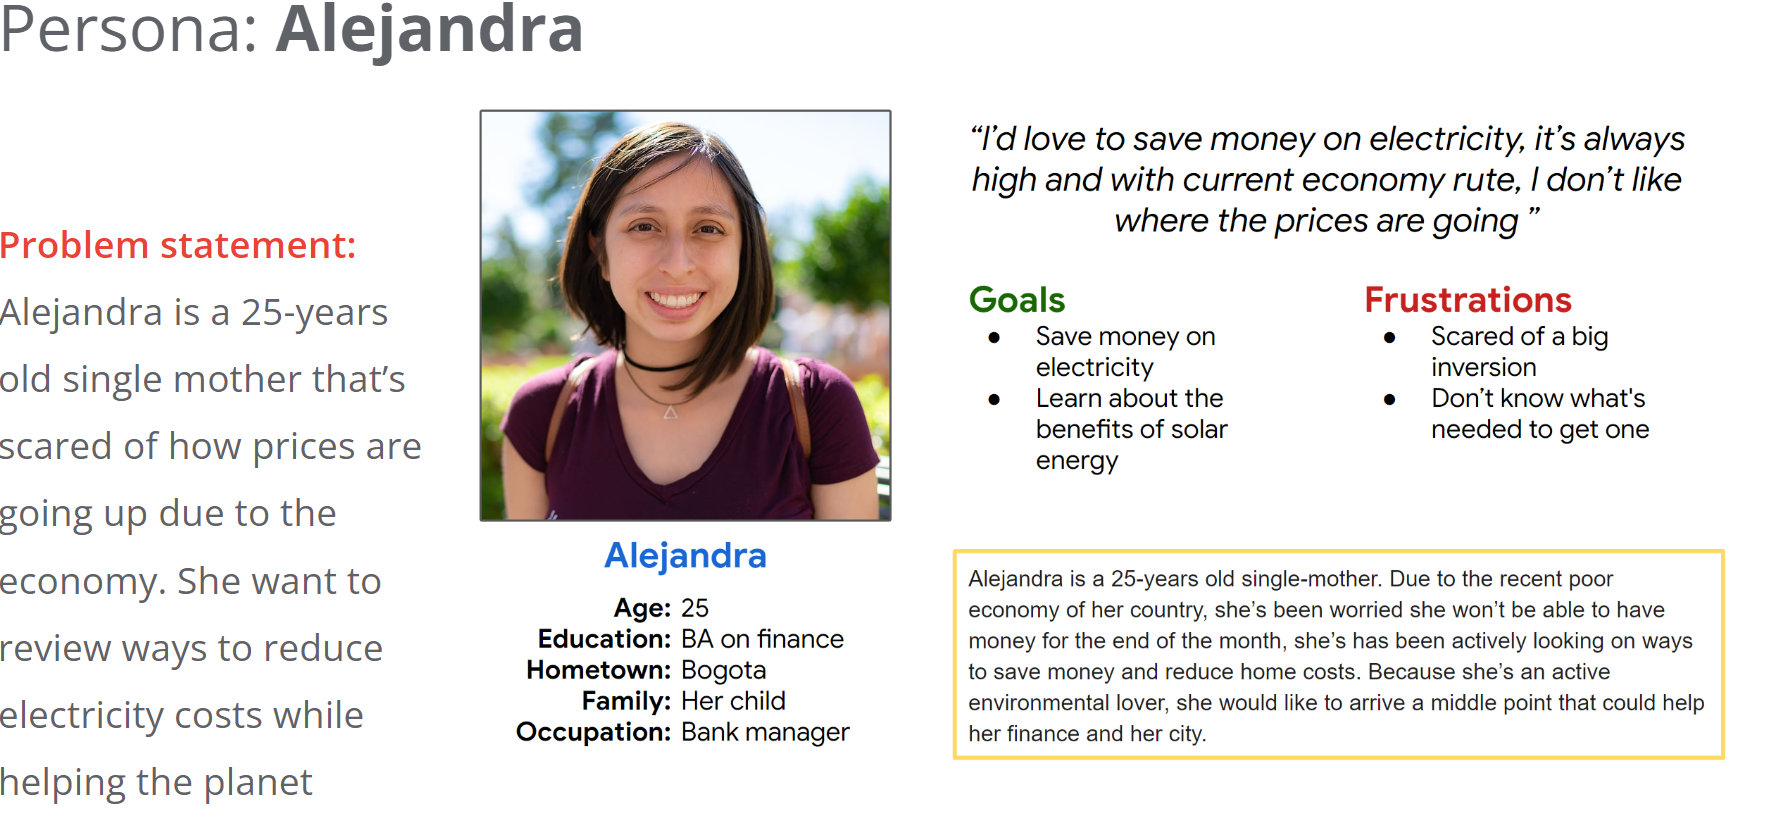 Persona: Alejandra
Problem statement:
Alejandra is a 25-years
old single mother that’s
scared of how prices are
going up due to the
economy. She want to
review ways to reduce
electricity costs while
helping the planet
Alejandra
Age: 25
Education: BA on finance
Hometown: Bogota
Family: Her child
Occupation: Bank manager
“I’d love to save money on electricity, it’s always
high and with current economy rute, I don’t like
where the prices are going ”
Goals
● Save money on
electricity
● Learn about the
benefits of solar
energy
Frustrations
● Scared of a big
inversion
● Don’t know what's
needed to get one
Alejandra is a 25-years old single-mother. Due to the recent poor
economy of her country, she’s been worried she won’t be able to have
money for the end of the month, she’s has been actively looking on ways
to save money and reduce home costs. Because she’s an active
environmental lover, she would like to arrive a middle point that could help
her finance and her city.